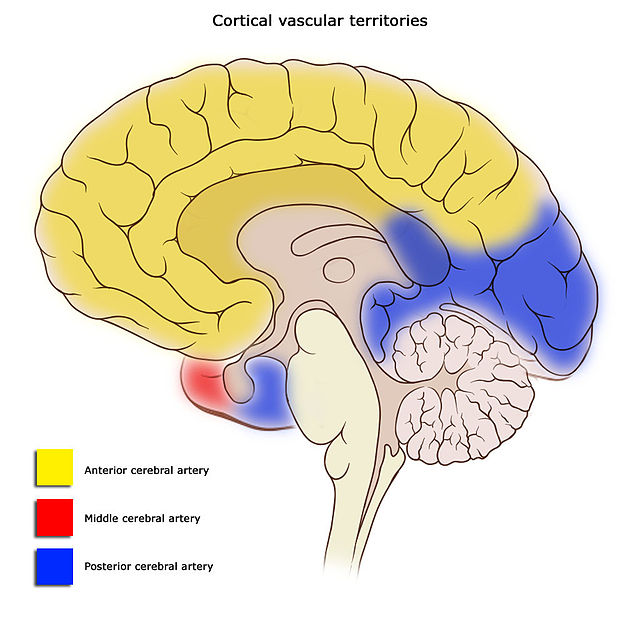 Cortical vascular territories
Anterior cerebral artery
Middle cerebral artery
Posterior cerebral artery